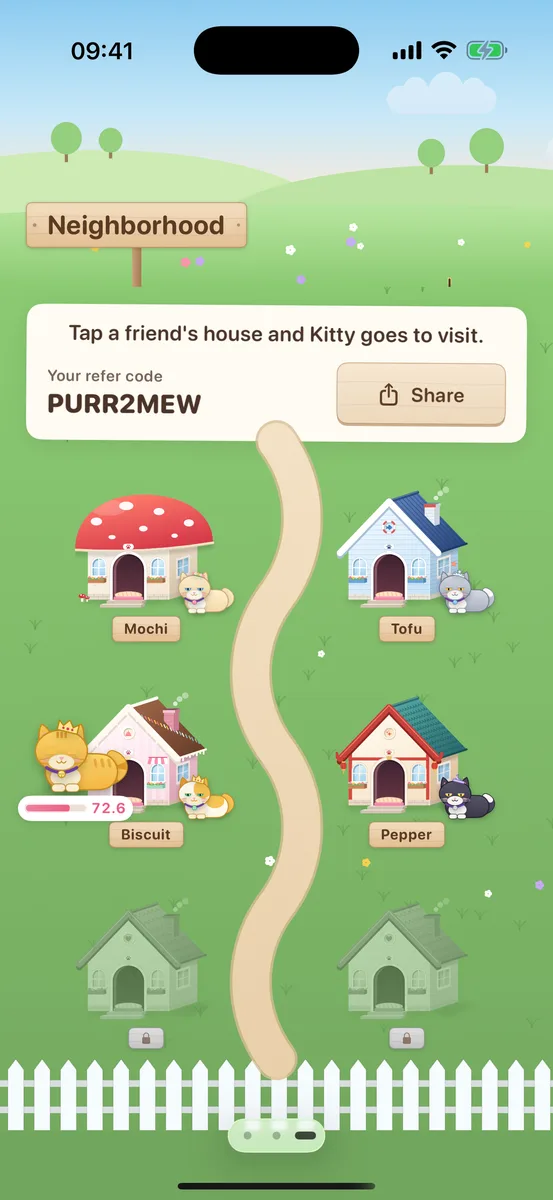 09:41
Neighborhood
Tap a friend's house and Kitty goes to visit.
Your refer code
PURR2MEW
Share
Mochi
Tofu
72.6
Biscuit
Pepper